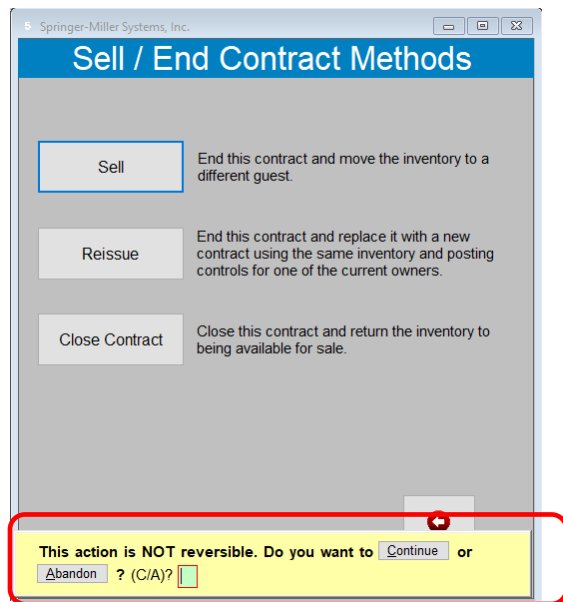 5 Springer-Miller Systems, Inc.
Sell / End Contract Methods
Sell
End this contract and move the inventory to a
different guest.
Reissue
End this contract and replace it with a new
contract using the same inventory and posting
controls for one of the current owners.
Close Contract
Close this contract and return the inventory to
being available for sale.
This action is NOT reversible. Do you want to Continue or
Abandon ? (C/A)?